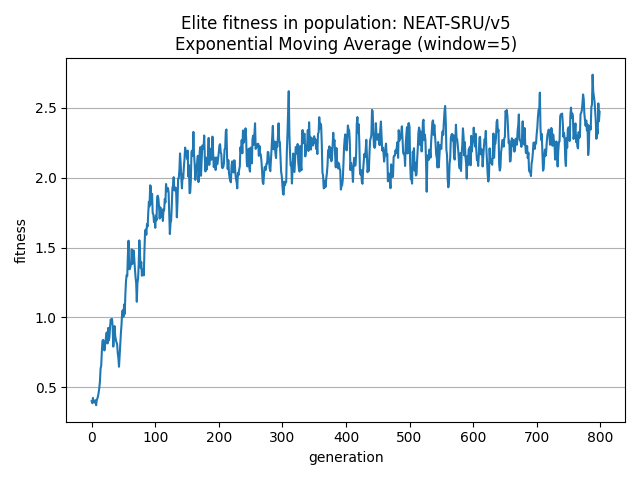 Elite fitness in population: NEAT-SRU/v5
Exponential Moving Average (window=5)
fitness
2.5
2.0
1.5
1.0
0.5
0 100 200 300 400 500 600 700 800
generation